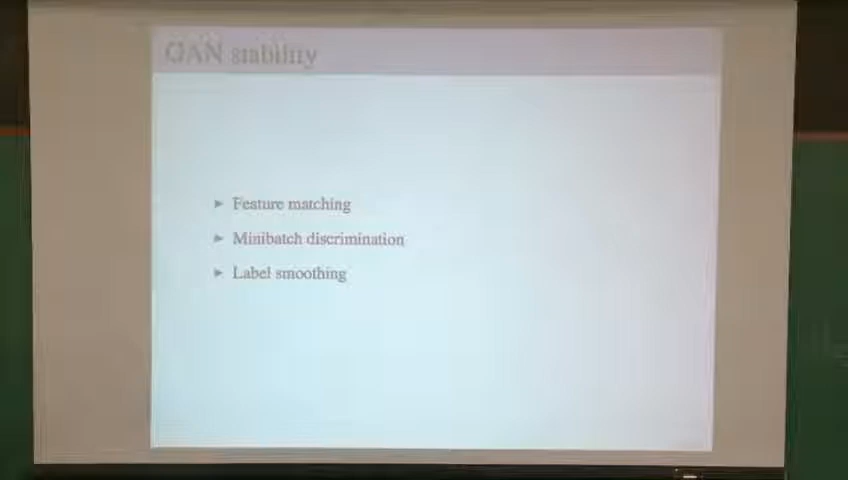 GAN stability
► Feature matching
► Minibatch discrimination
► Label smoothing